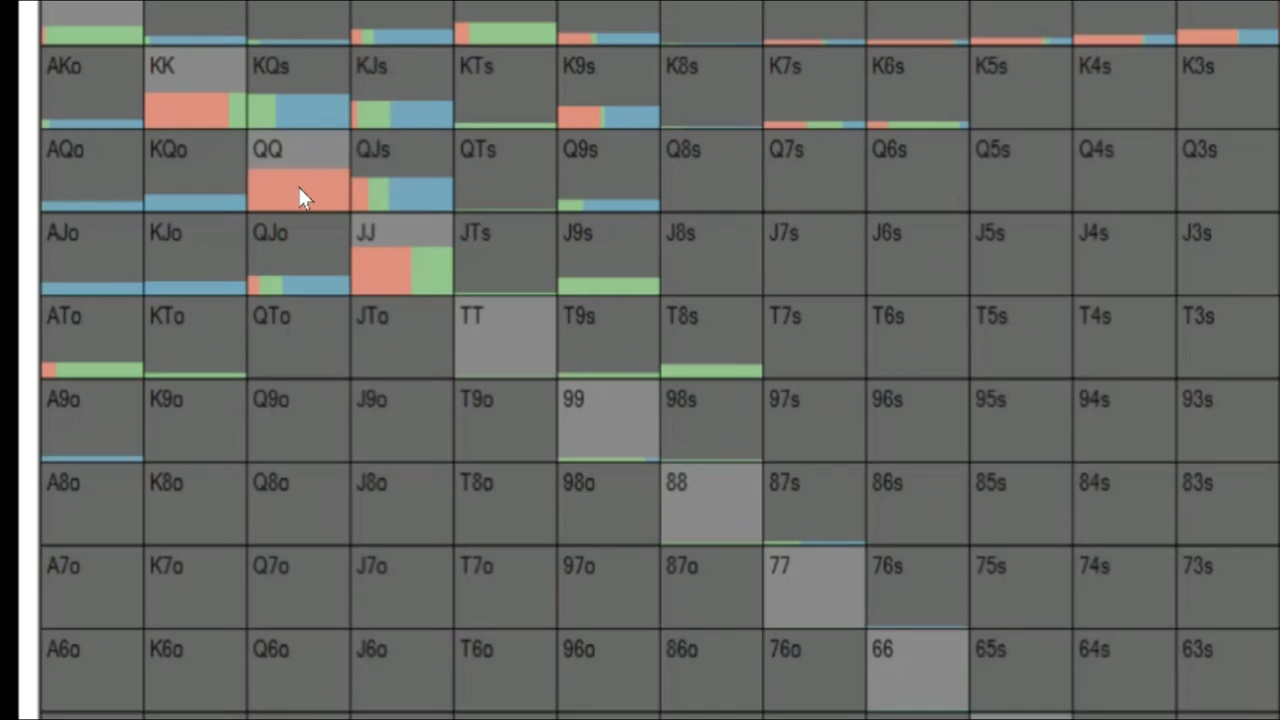 AKo KK KQs KJs KTs K9s K8s K7s K6s K5s K4s K3s
AQo KQo QQ QJs QTs Q9s Q8s Q7s Q6s Q5s Q4s Q3s
AJo KJo QJo JJ JTs J9s J8s J7s J6s J5s J4s J3s
ATo KTo QTo JTo TT T9s T8s T7s T6s T5s T4s T3s
A9o K9o Q9o J9o T9o 99 98s 97s 96s 95s 94s 93s
A8o K8o Q8o J8o T8o 98o 88 87s 86s 85s 84s 83s
A7o K7o Q7o J7o T7o 97o 87o 77 76s 75s 74s 73s
A6o K6o Q6o J6o T6o 96o 86o 76o 66 65s 64s 63s